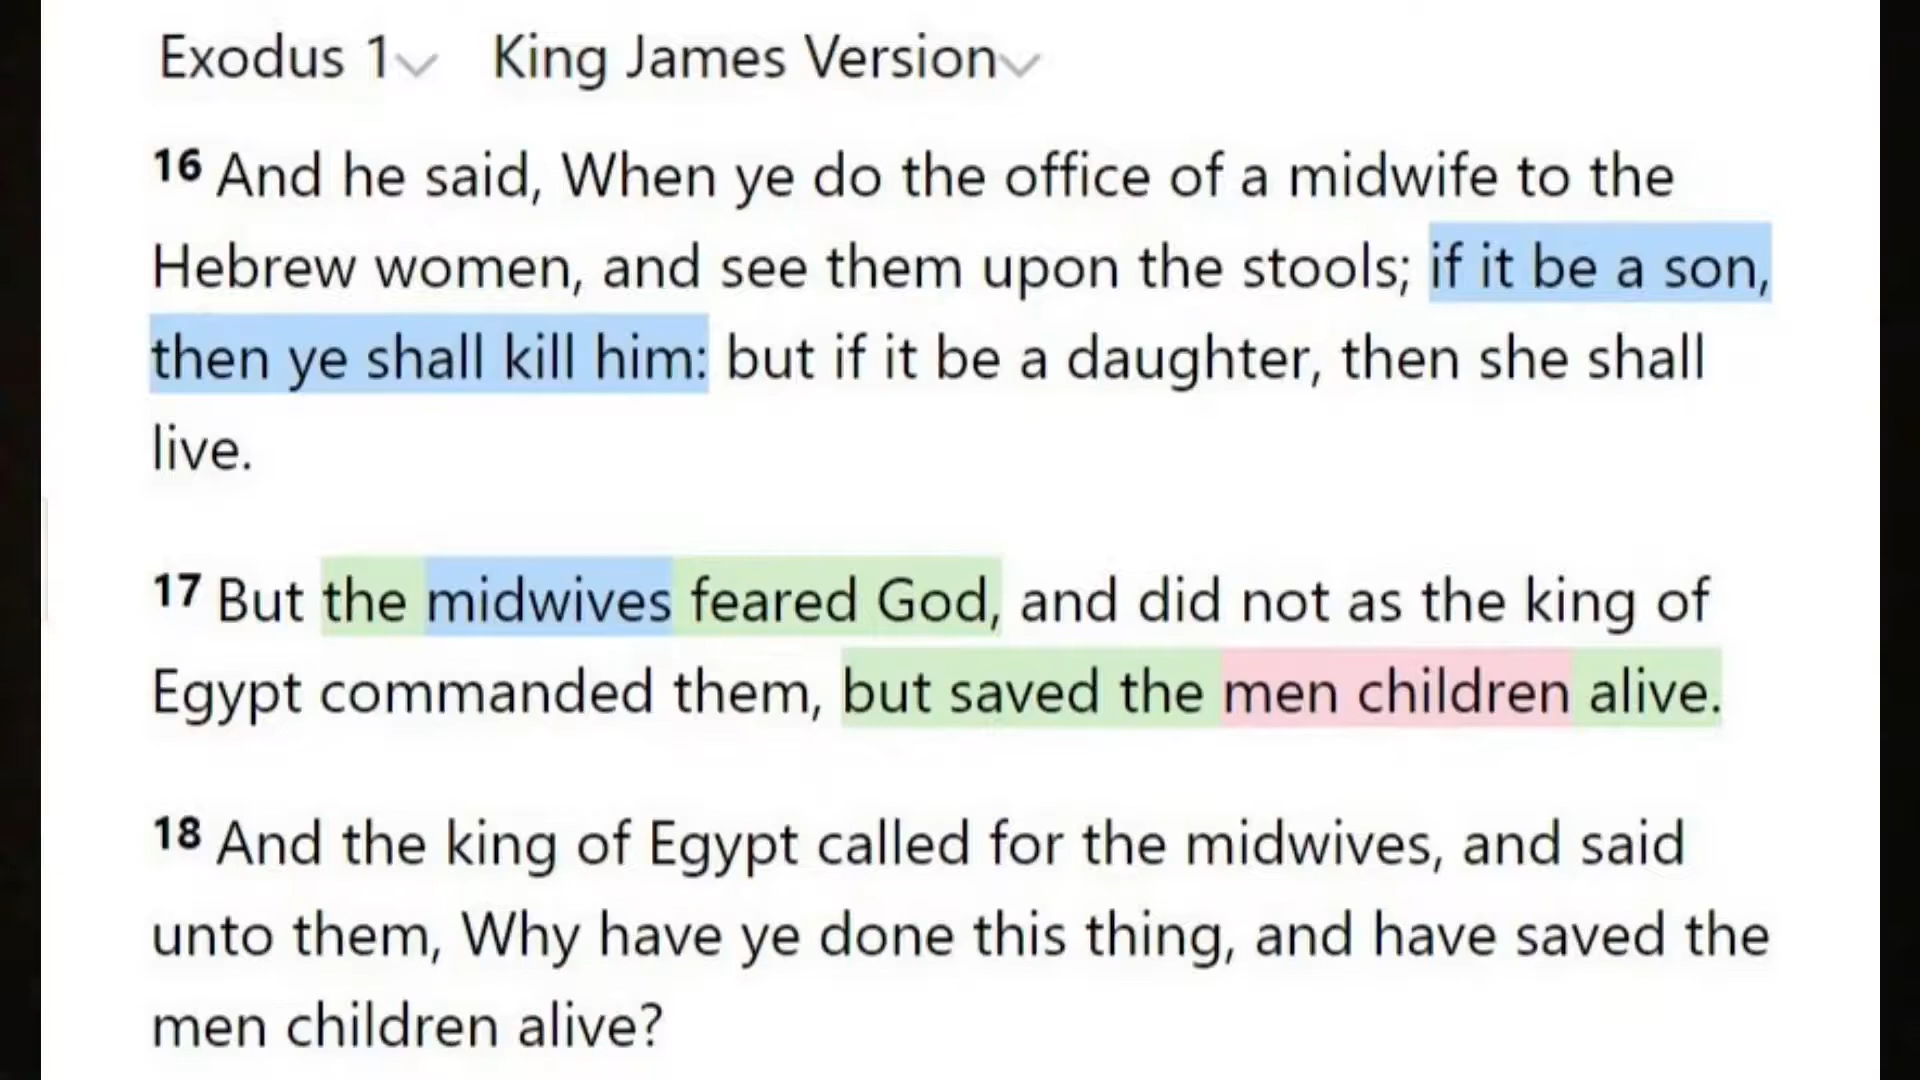 Exodus 1 King James Version
16 And he said, When ye do the office of a midwife to the
Hebrew women, and see them upon the stools; if it be a son,
then ye shall kill him: but if it be a daughter, then she shall
live.
17 But the midwives feared God, and did not as the king of
Egypt commanded them, but saved the men children alive.
18 And the king of Egypt called for the midwives, and said
unto them, Why have ye done this thing, and have saved the
men children alive?